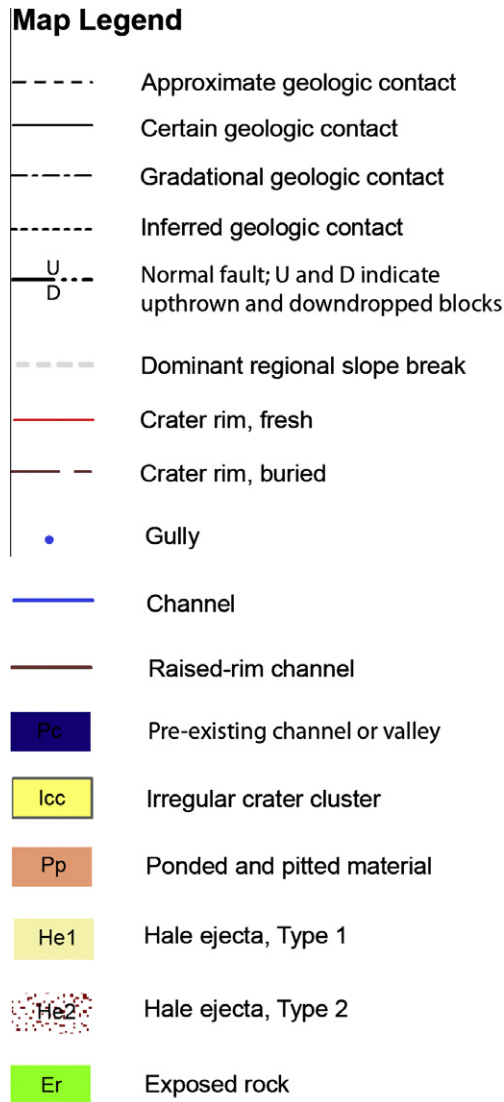 Map Legend
Approximate geologic contact
Certain geologic contact
Gradational geologic contact
Inferred geologic contact
U
D
Normal fault; U and D indicate
upthrown and downdropped blocks
Dominant regional slope break
Crater rim, fresh
Crater rim, buried
Gully
Channel
Raised-rim channel
Pc Pre-existing channel or valley
Icc Irregular crater cluster
Pp Ponded and pitted material
He1 Hale ejecta, Type 1
He2 Hale ejecta, Type 2
Er Exposed rock